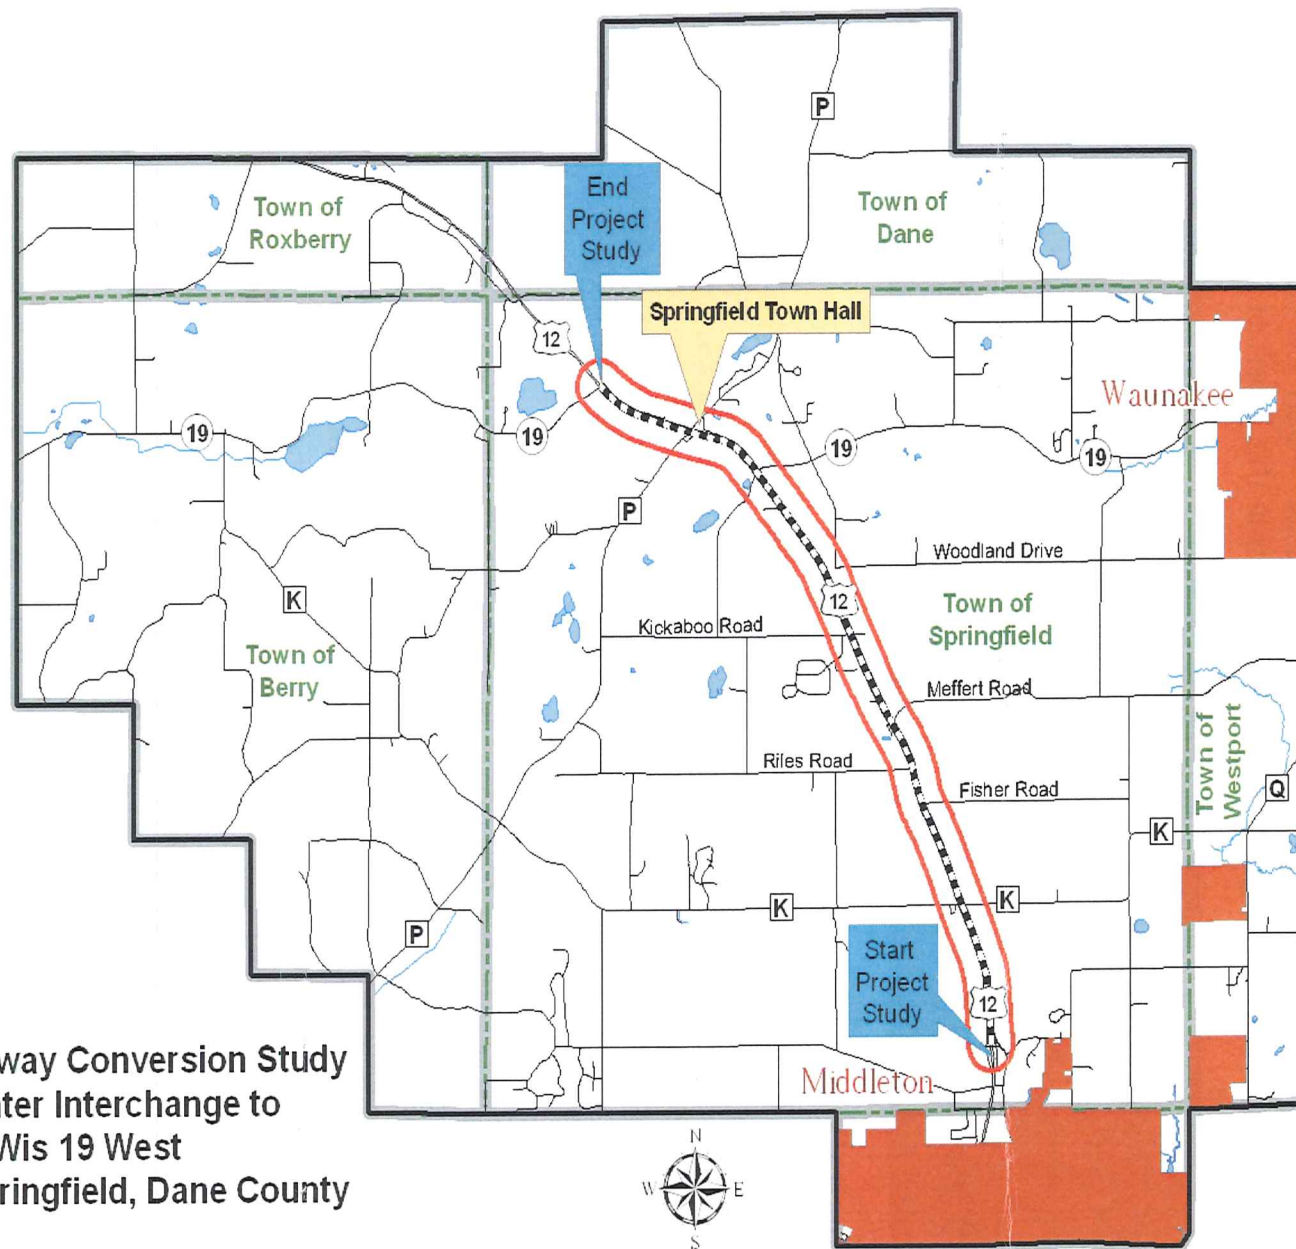 P
Town of
Roxberry
End
Project
Study
Town of
Dane
Springfield Town Hall
12
Waunakee
19
19
19
19
P
Woodland Drive
K
12
Town of
Springfield
Kickaboo Road
Town of
Berry
Meffert Road
Town of
Westport
Riles Road
Fisher Road
Q
K
K
K
P
Start
Project
Study
12
Middleton
way Conversion Study
ter Interchange to
Wis 19 West
ringfield, Dane County
N
W
E
S